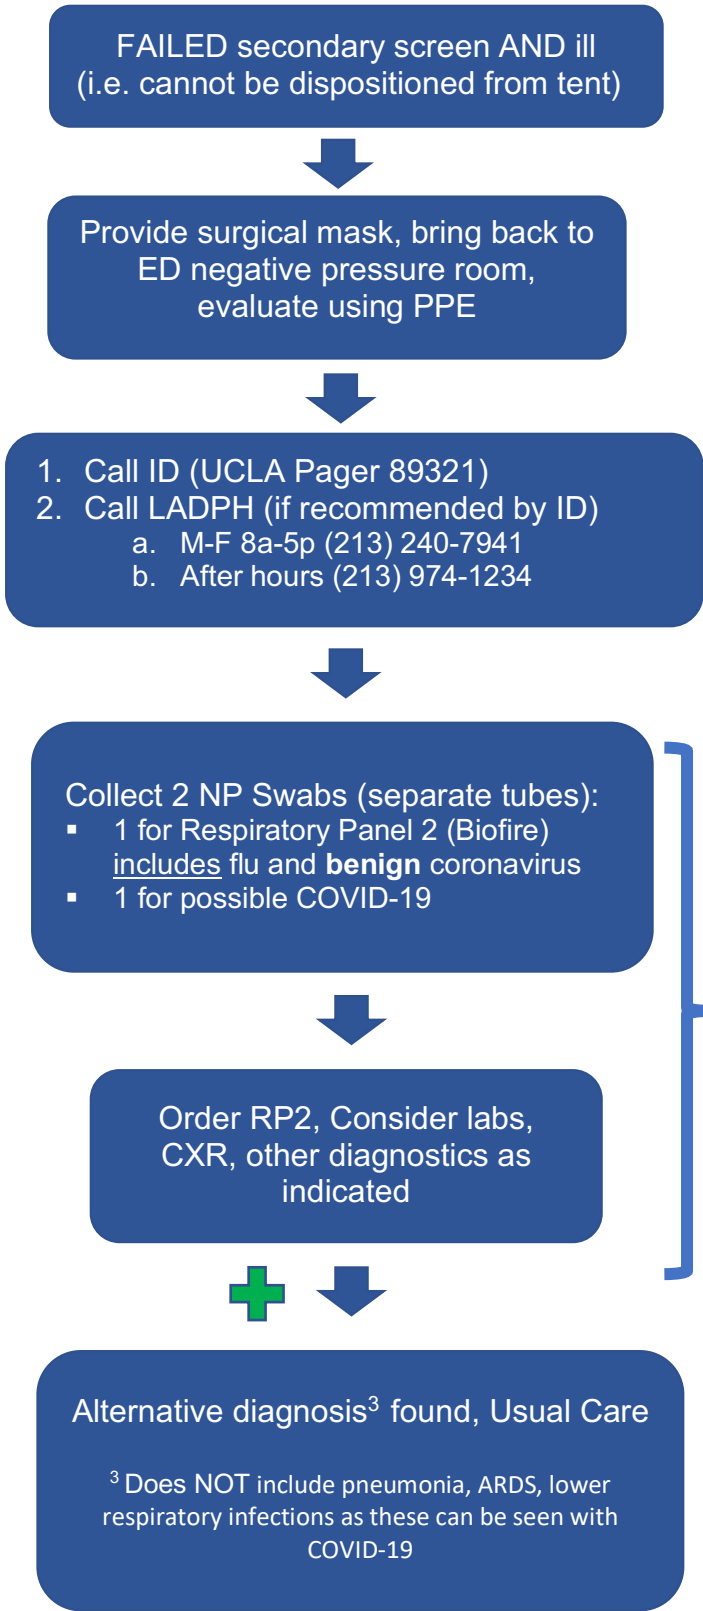 FAILED secondary screen AND ill
(i.e. cannot be dispositioned from tent)
Provide surgical mask, bring back to
ED negative pressure room,
evaluate using PPE
1. Call ID (UCLA Pager 89321)
2. Call LADPH (if recommended by ID)
a. M-F 8a-5p (213) 240-7941
b. After hours (213) 974-1234
Collect 2 NP Swabs (separate tubes):
▪ 1 for Respiratory Panel 2 (Biofire)
includes flu and benign coronavirus
▪ 1 for possible COVID-19
Order RP2, Consider labs,
CXR, other diagnostics as
indicated
Alternative diagnosis³ found, Usual Care
³ Does NOT include pneumonia, ARDS, lower
respiratory infections as these can be seen with
COVID-19